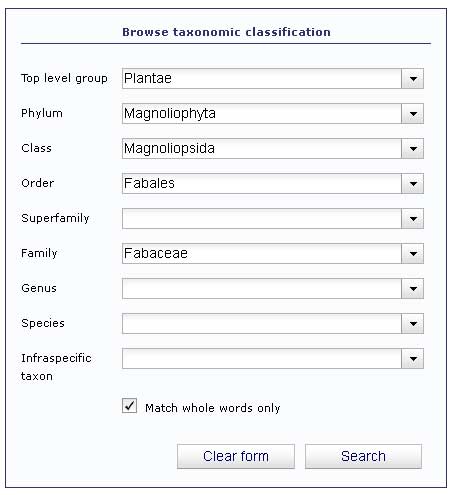 Browse taxonomic classification
Top level group Plantae
Phylum Magnoliophyta
Class Magnoliopsida
Order Fabales
Superfamily
Family Fabaceae
Genus
Species
Infraspecific
taxon
Match whole words only
Clear form Search